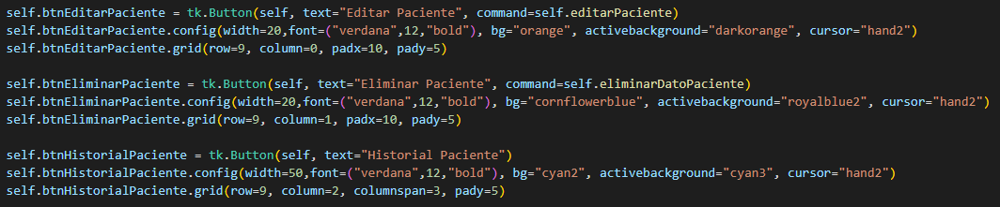 self.btnEditarPaciente = tk.Button(self, text="Editar Paciente", command=self.editarPaciente)
self.btnEditarPaciente.config(width=20,font=("verdana",12,"bold"), bg="orange", activebackground="darkorange", cursor="hand2")
self.btnEditarPaciente.grid(row=9, column=0, padx=10, pady=5)
self.btnEliminarPaciente = tk.Button(self, text="Eliminar Paciente", command=self.eliminarDatoPaciente)
self.btnEliminarPaciente.config(width=20,font=("verdana",12,"bold"), bg="cornflowerblue", activebackground="royalblue2", cursor="hand2")
self.btnEliminarPaciente.grid(row=9, column=1, padx=10, pady=5)
self.btnHistorialPaciente = tk.Button(self, text="Historial Paciente")
self.btnHistorialPaciente.config(width=50,font=("verdana",12,"bold"), bg="cyan2", activebackground="cyan3", cursor="hand2")
self.btnHistorialPaciente.grid(row=9, column=2, columnspan=3, pady=5)